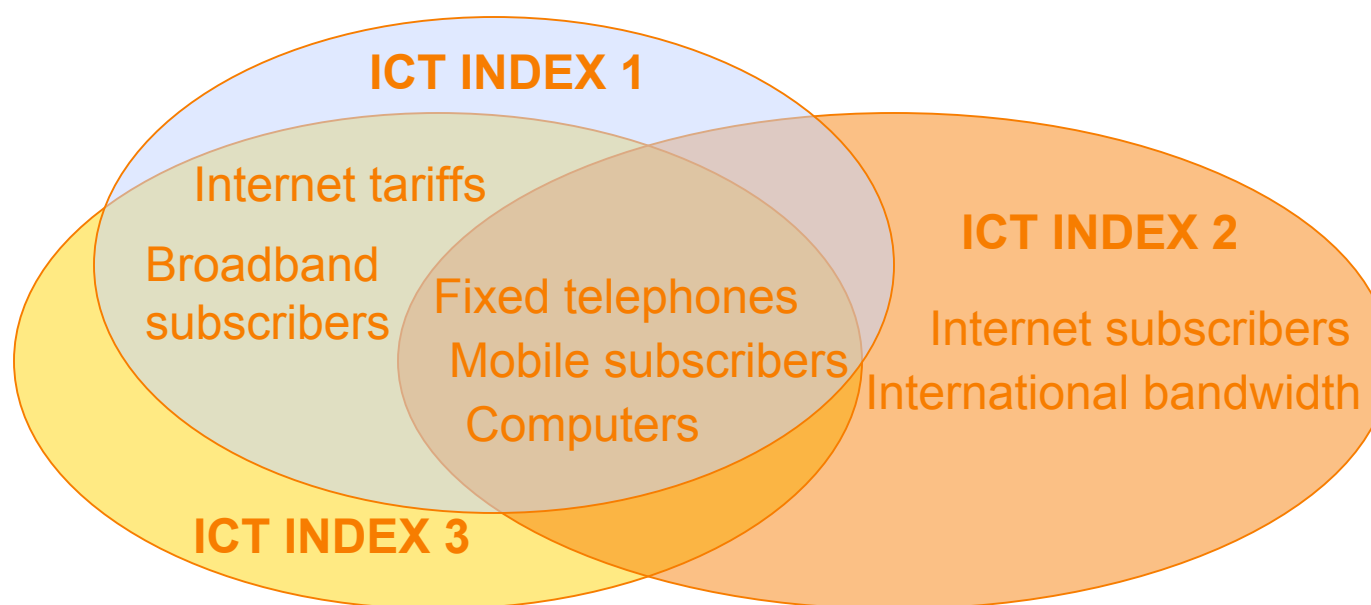 ICT INDEX 1
Internet tariffs
ICT INDEX 2
Broadband
subscribers
Fixed telephones
Internet subscribers
Mobile subscribers
International bandwidth
Computers
ICT INDEX 3